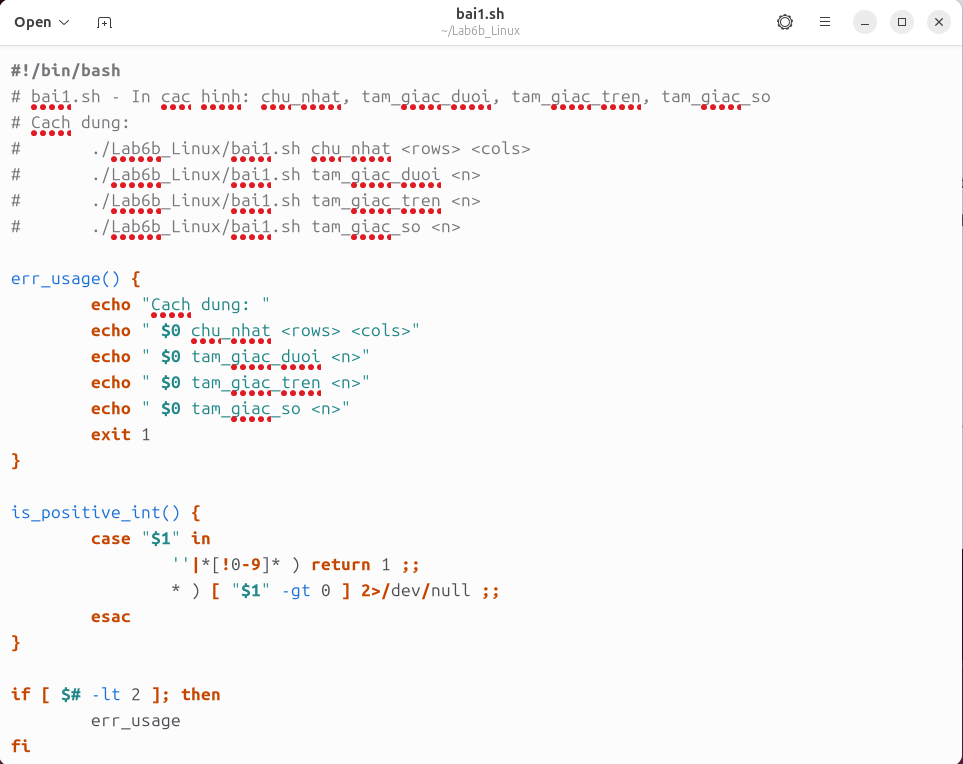 Open
bai1.sh
~/Lab6b_Linux
#!/bin/bash
# bai1.sh - In cac hinh: chu_nhat, tam_giac_duoi, tam_giac_tren, tam_giac_so
# Cach dung:
#       ./Lab6b_Linux/bai1.sh chu_nhat <rows> <cols>
#       ./Lab6b_Linux/bai1.sh tam_giac_duoi <n>
#       ./Lab6b_Linux/bai1.sh tam_giac_tren <n>
#       ./Lab6b_Linux/bai1.sh tam_giac_so <n>

err_usage() {
        echo "Cach dung: "
        echo " $0 chu_nhat <rows> <cols>"
        echo " $0 tam_giac_duoi <n>"
        echo " $0 tam_giac_tren <n>"
        echo " $0 tam_giac_so <n>"
        exit 1
}

is_positive_int() {
        case "$1" in
                ''|*[!0-9]* ) return 1 ;;
                * ) [ "$1" -gt 0 ] 2>/dev/null ;;
        esac
}

if [ $# -lt 2 ]; then
        err_usage
fi